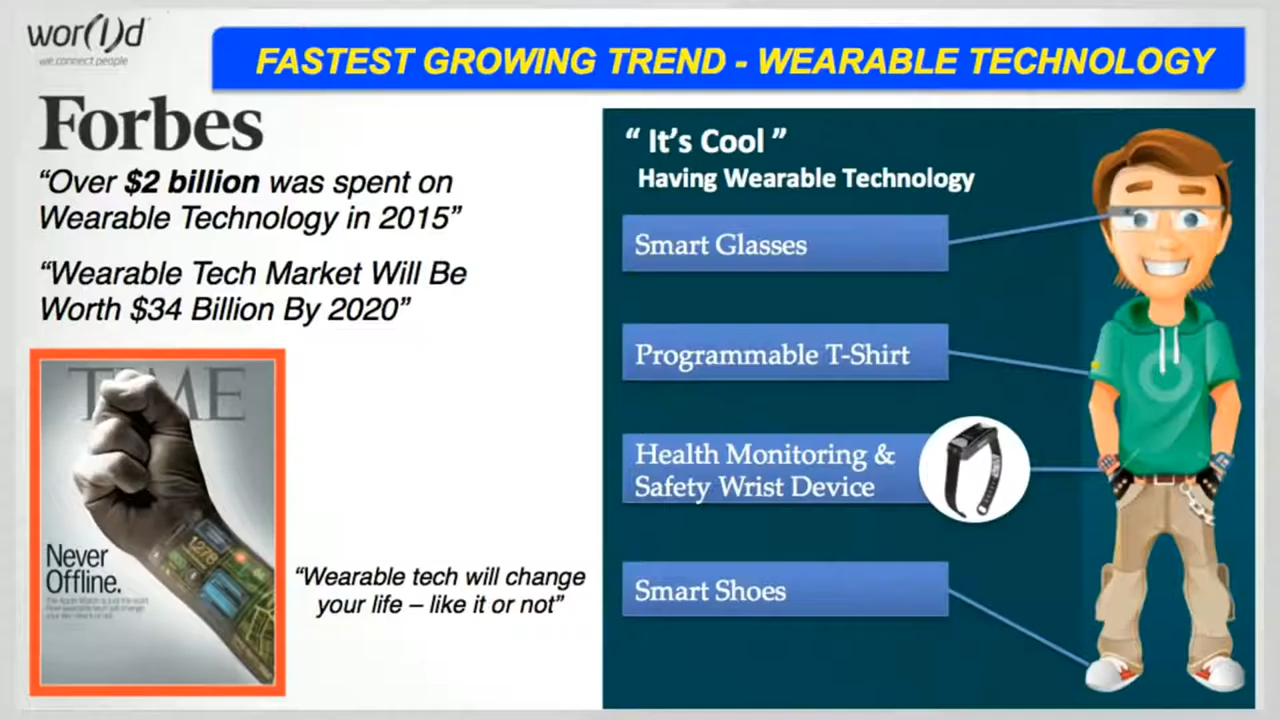 wor(l)d
we connect people
FASTEST GROWING TREND - WEARABLE TECHNOLOGY
Forbes
“Over $2 billion was spent on
Wearable Technology in 2015”
“Wearable Tech Market Will Be
Worth $34 Billion By 2020”
TIME
Never
Offline.
“Wearable tech will change
your life – like it or not”
“ It’s Cool ”
Having Wearable Technology
Smart Glasses
Programmable T-Shirt
Health Monitoring &
Safety Wrist Device
Smart Shoes